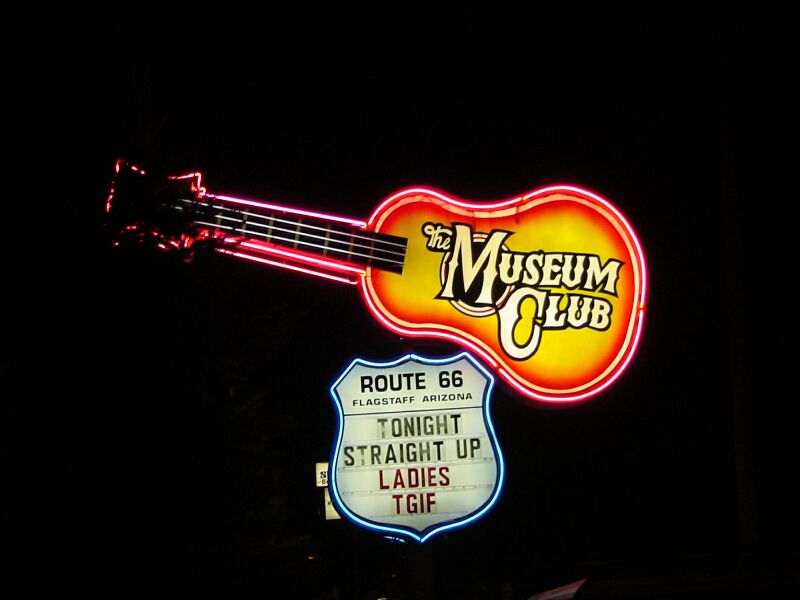 The
MUSEUM
CLUB
ROUTE 66
FLAGSTAFF ARIZONA
TONIGHT
STRAIGHT UP
LADIES
TGIF